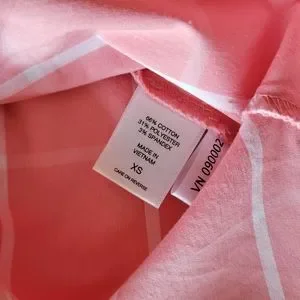 66% COTTON
31% POLYESTER
3% SPANDEX
MADE IN
VIETNAM
XS
CARE ON REVERSE
VN 090002